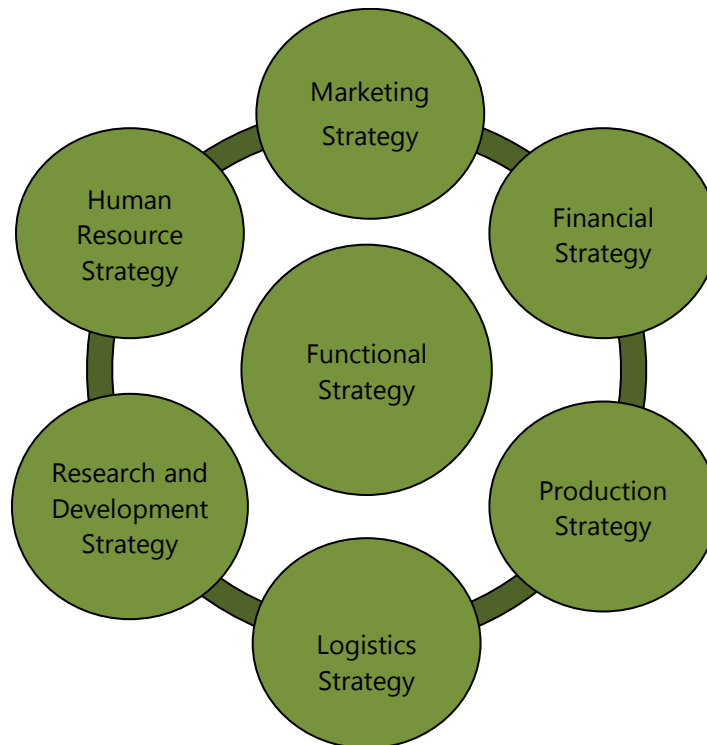 Marketing
Strategy
Financial
Strategy
Human
Resource
Strategy
Functional
Strategy
Research and
Development
Strategy
Production
Strategy
Logistics
Strategy